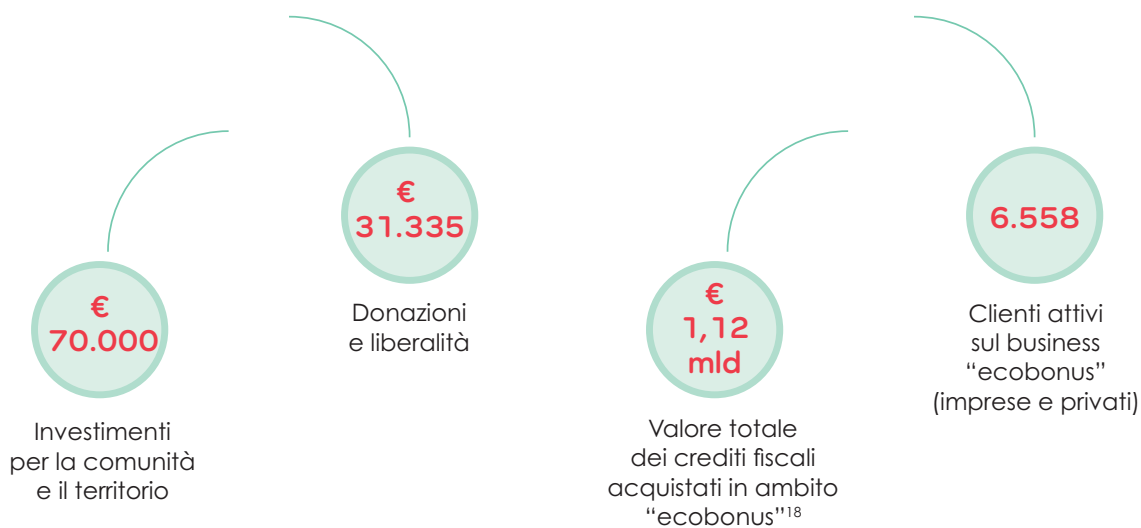 €
70.000
Investimenti
per la comunità
e il territorio
€
31.335
Donazioni
e liberalità
€
1,12
mld
Valore totale
dei crediti fiscali
acquistati in ambito
“ecobonus”18
6.558
Clienti attivi
sul business
“ecobonus”
(imprese e privati)